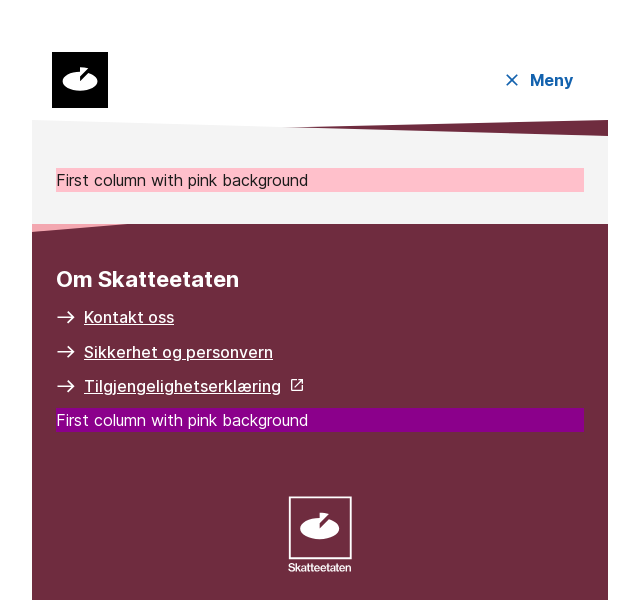 Meny
First column with pink background
Om Skatteetaten
Kontakt oss
Sikkerhet og personvern
Tilgjengelighetserklæring
First column with pink background
Skatteetaten